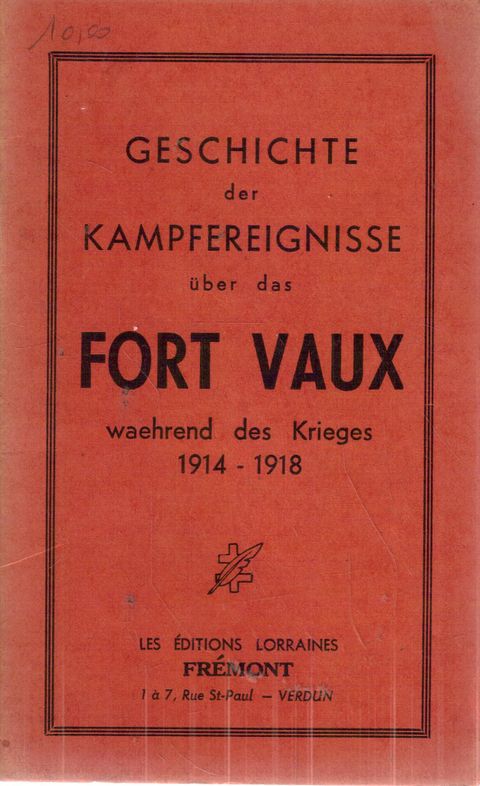 10,00
GESCHICHTE
der
KAMPFEREIGNISSE
über das
FORT VAUX
waehrend des Krieges
1914 - 1918
LES ÉDITIONS LORRAINES
FRÉMONT
1 à 7, Rue St-Paul — VERDUN